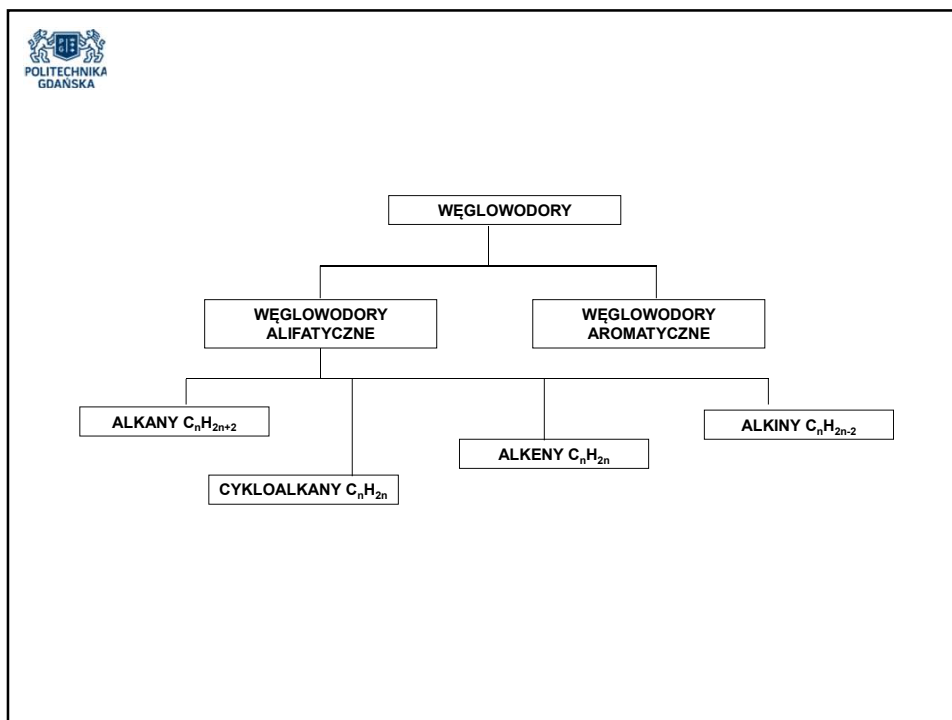 POLITECHNIKA
GDAŃSKA
WĘGLOWODORY
WĘGLOWODORY
ALIFATYCZNE
WĘGLOWODORY
AROMATYCZNE
ALKANY CₙH₂ₙ₊₂
ALKINY CₙH₂ₙ₋₂
ALKENY CₙH₂ₙ
CYKLOALKANY CₙH₂ₙ